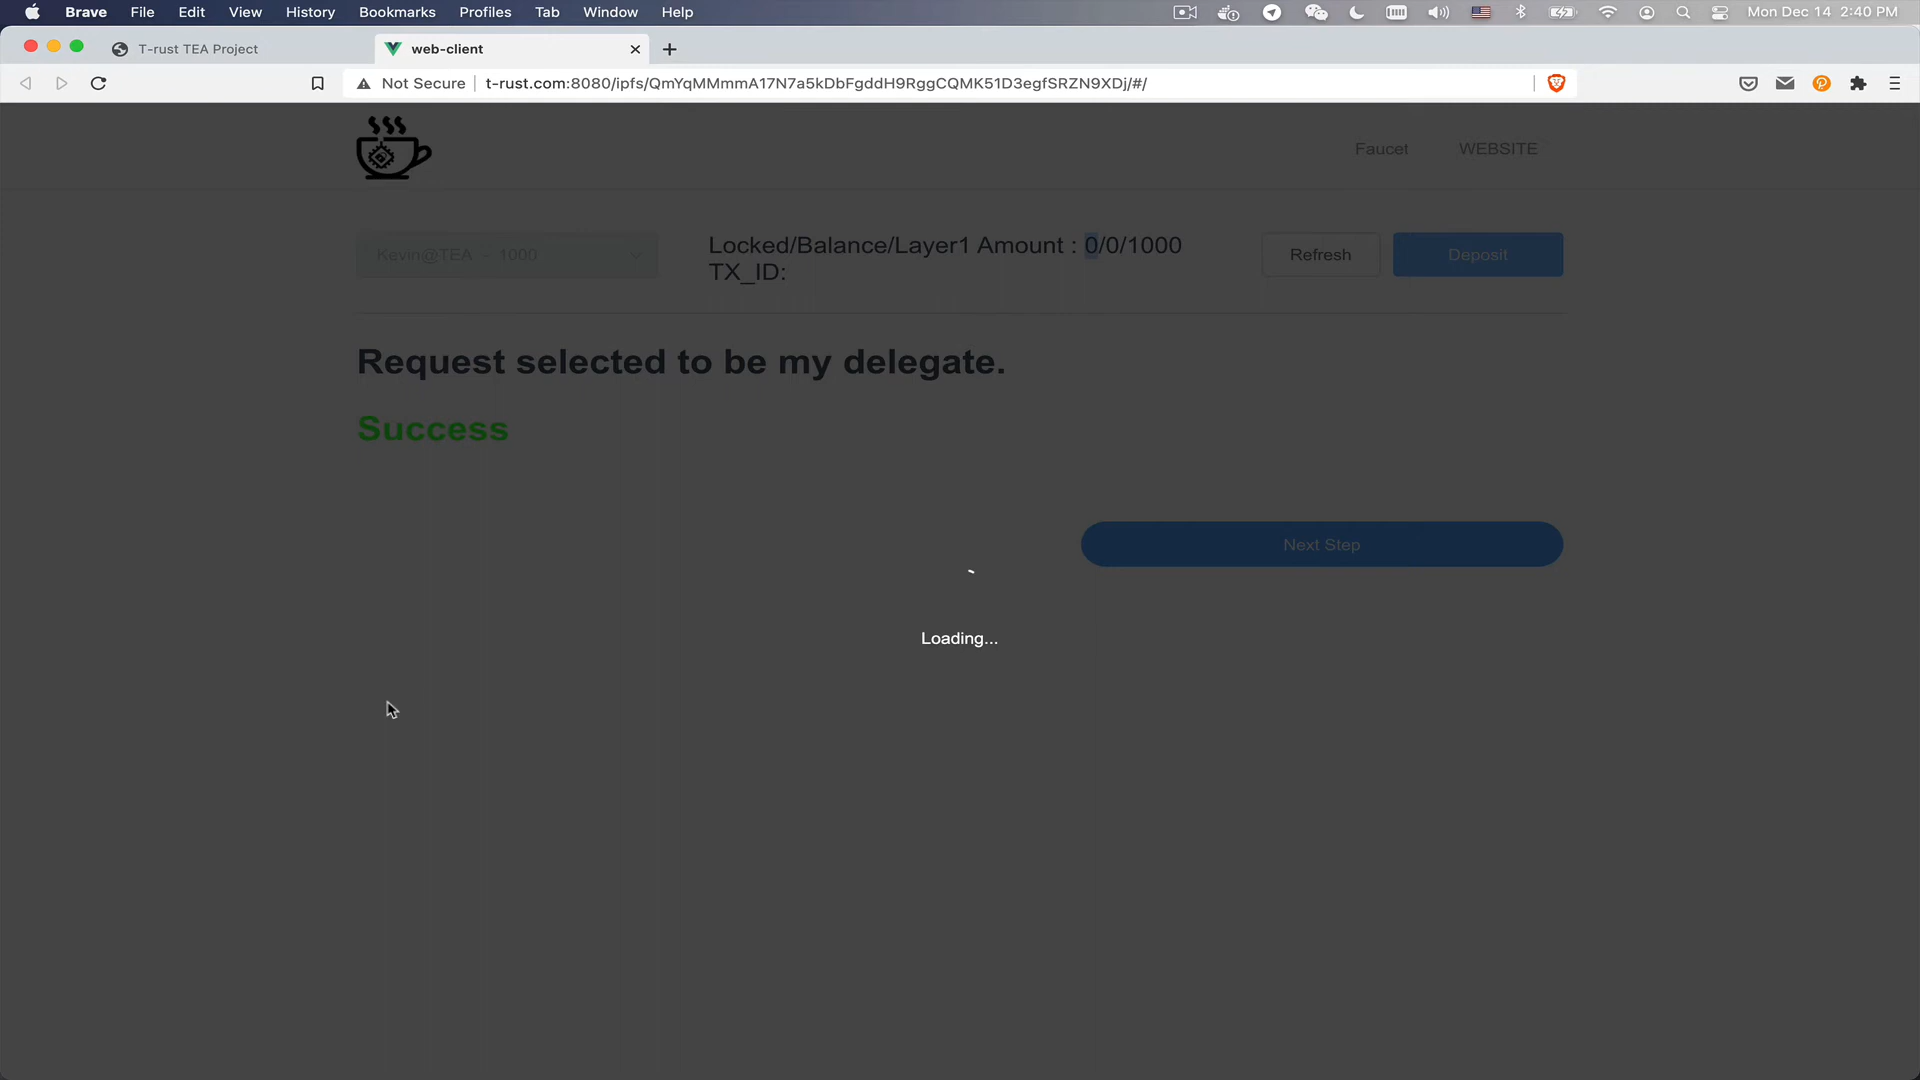 Brave File Edit View History Bookmarks Profiles Tab Window Help Mon Dec 14 2:40 PM
T-rust TEA Project web-client
Not Secure t-rust.com:8080/ipfs/QmYqMMmmA17N7a5kDbFgddH9RggCQMK51D3egfSRZN9XDj/#/
Faucet WEBSITE
Kevin@TEA - 1000 Locked/Balance/Layer1 Amount : 0/0/1000 Refresh Deposit
TX_ID:
Request selected to be my delegate.
Success
Next Step
Loading...